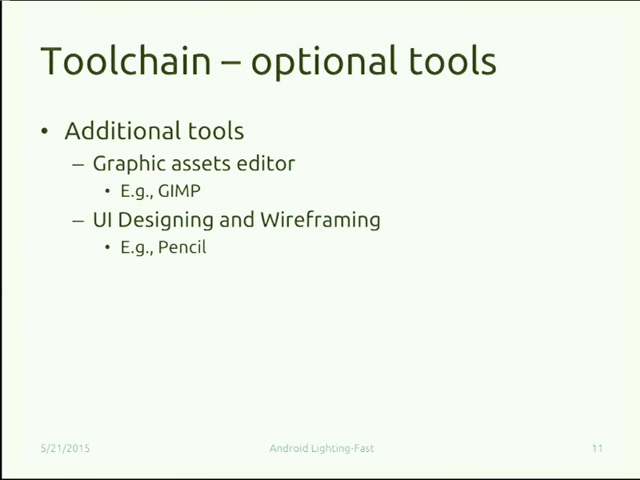 Toolchain – optional tools
• Additional tools
– Graphic assets editor
• E.g., GIMP
– UI Designing and Wireframing
• E.g., Pencil
5/21/2015
Android Lighting-Fast
11